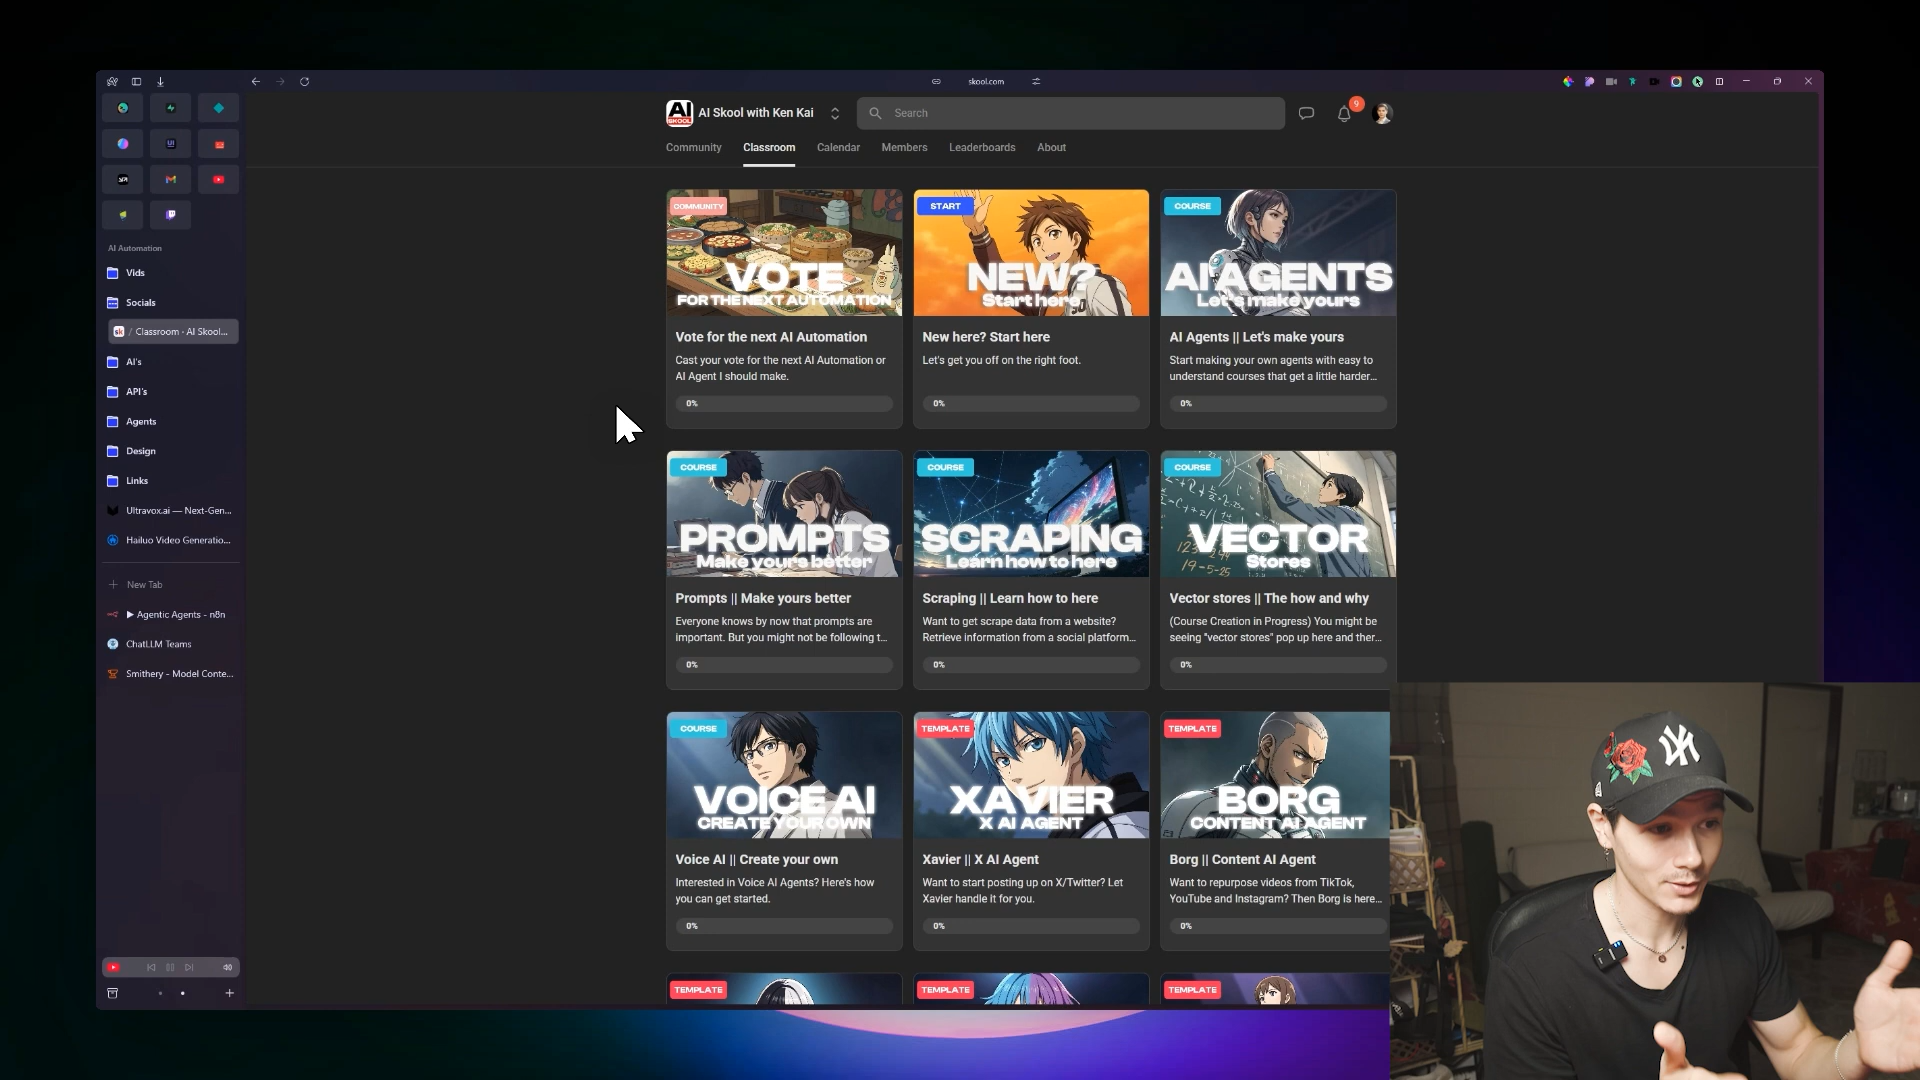 skool.com
AI SKOOL
AI Skool with Ken Kai
Search
9
Community
Classroom
Calendar
Members
Leaderboards
About
AI Automation
Vids
Socials
/ Classroom · AI Skool...
AI's
API's
Agents
Design
Links
Ultravox.ai — Next-Gen...
Hailuo Video Generatio...
New Tab
▶ Agentic Agents - n8n
ChatLLM Teams
Smithery - Model Conte...
COMMUNITY
VOTE
FOR THE NEXT AUTOMATION
Vote for the next AI Automation
Cast your vote for the next AI Automation or
AI Agent I should make.
0%
START
NEW?
Start here
New here? Start here
Let's get you off on the right foot.
0%
COURSE
AI AGENTS
Let's make yours
AI Agents || Let's make yours
Start making your own agents with easy to
understand courses that get a little harder...
0%
COURSE
PROMPTS
Make yours better
Prompts || Make yours better
Everyone knows by now that prompts are
important. But you might not be following t...
0%
COURSE
SCRAPING
Learn how to here
Scraping || Learn how to here
Want to get scrape data from a website?
Retrieve information from a social platform...
0%
COURSE
VECTOR
Stores
19-5-25
Vector stores || The how and why
(Course Creation in Progress) You might be
seeing "vector stores" pop up here and ther...
0%
COURSE
VOICE AI
CREATE YOUR OWN
Voice AI || Create your own
Interested in Voice AI Agents? Here's how
you can get started.
0%
TEMPLATE
XAVIER
X AI AGENT
Xavier || X AI Agent
Want to start posting up on X/Twitter? Let
Xavier handle it for you.
0%
TEMPLATE
BORG
CONTENT AI AGENT
Borg || Content AI Agent
Want to repurpose videos from TikTok,
YouTube and Instagram? Then Borg is here...
0%
TEMPLATE
TEMPLATE
TEMPLATE
NY